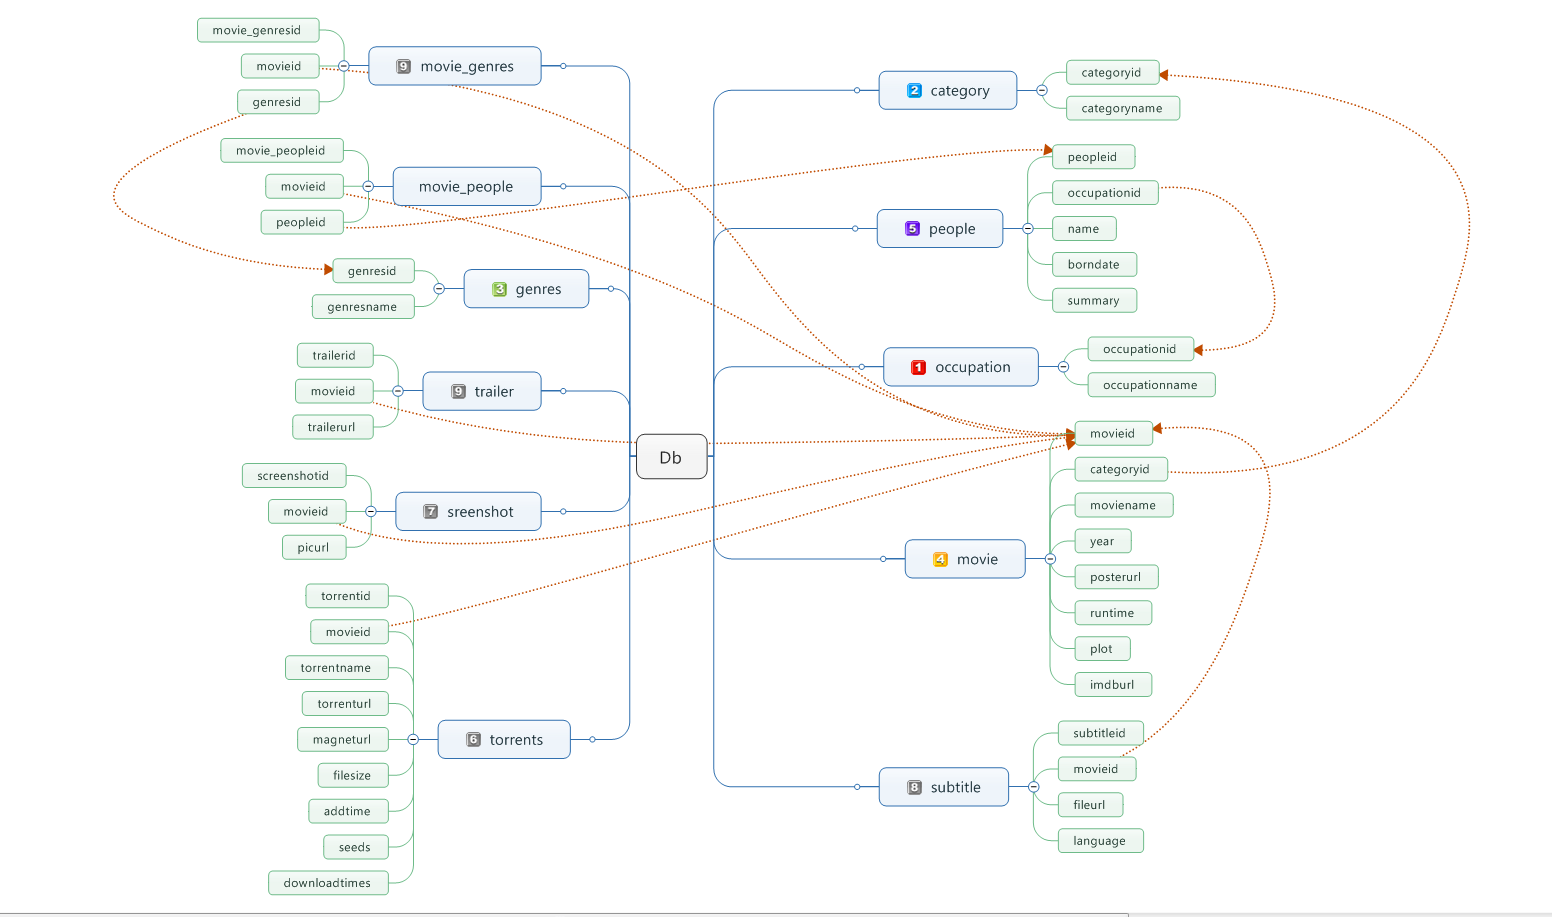 movie_genresid
movieid
genresid
9 movie_genres
movie_peopleid
movieid
peopleid
movie_people
genresid
genresname
3 genres
trailerid
movieid
trailerurl
9 trailer
screenshotid
movieid
picurl
7 sreenshot
torrentid
movieid
torrentname
torrenturl
magneturl
filesize
addtime
seeds
downloadtimes
6 torrents
Db
2 category
categoryid
categoryname
5 people
peopleid
occupationid
name
borndate
summary
1 occupation
occupationid
occupationname
4 movie
movieid
categoryid
moviename
year
posterurl
runtime
plot
imdburl
8 subtitle
subtitleid
movieid
fileurl
language